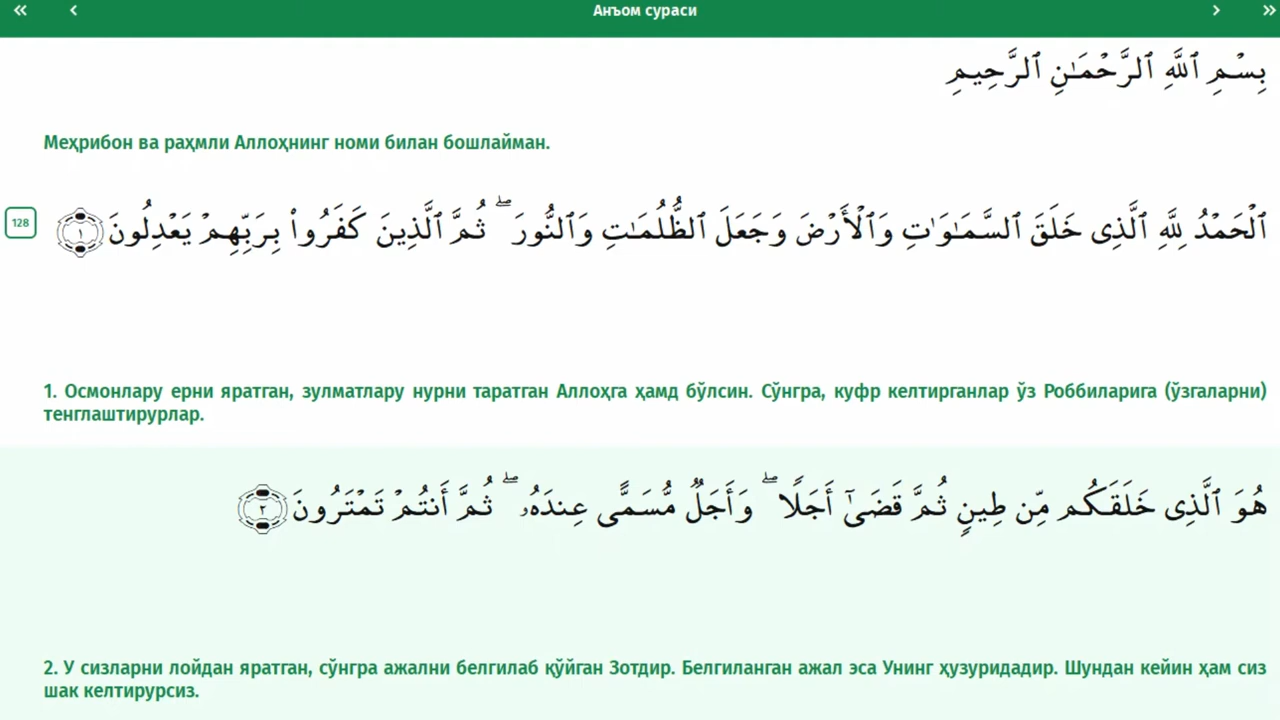 « ‹ Анъом сураси › »
بِسْمِ ٱللَّهِ ٱلرَّحْمَـٰنِ ٱلرَّحِيمِ
Меҳрибон ва раҳмли Аллоҳнинг номи билан бошлайман.
128
ٱلْحَمْدُ لِلَّهِ ٱلَّذِى خَلَقَ ٱلسَّمَـٰوَٰتِ وَٱلْأَرْضَ وَجَعَلَ ٱلظُّلُمَـٰتِ وَٱلنُّورَ ۖ ثُمَّ ٱلَّذِينَ كَفَرُوا۟ بِرَبِّهِمْ يَعْدِلُونَ ١
1. Осмонлару ерни яратган, зулматлару нурни таратган Аллоҳга ҳамд бўлсин. Сўнгра, куфр келтирганлар ўз Роббиларига (ўзгаларни)
тенглаштирурлар.
هُوَ ٱلَّذِى خَلَقَكُم مِّن طِينٍ ثُمَّ قَضَىٰٓ أَجَلًا ۖ وَأَجَلٌ مُّسَمًّى عِندَهُۥ ۖ ثُمَّ أَنتُمْ تَمْتَرُونَ ٢
2. У сизларни лойдан яратган, сўнгра ажални белгилаб қўйган Зотдир. Белгиланган ажал эса Унинг ҳузуридадир. Шундан кейин ҳам сиз
шак келтирурсиз.